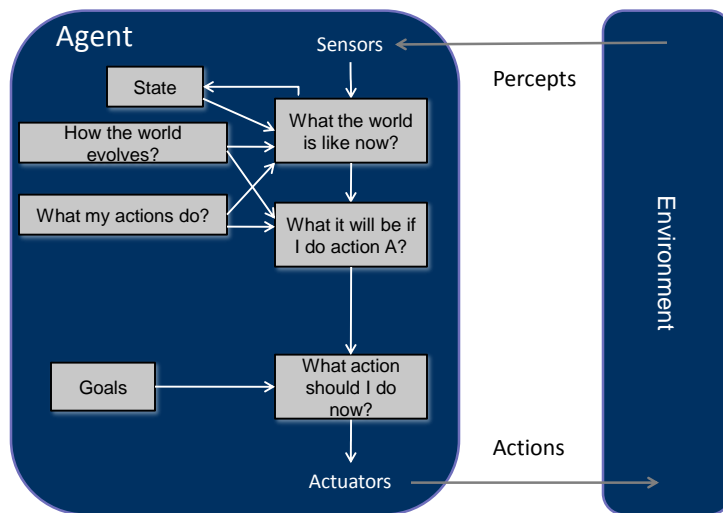 Agent
Sensors
Percepts
State
What the world
is like now?
How the world
evolves?
What my actions do?
What it will be if
I do action A?
Environment
Goals
What action
should I do
now?
Actions
Actuators